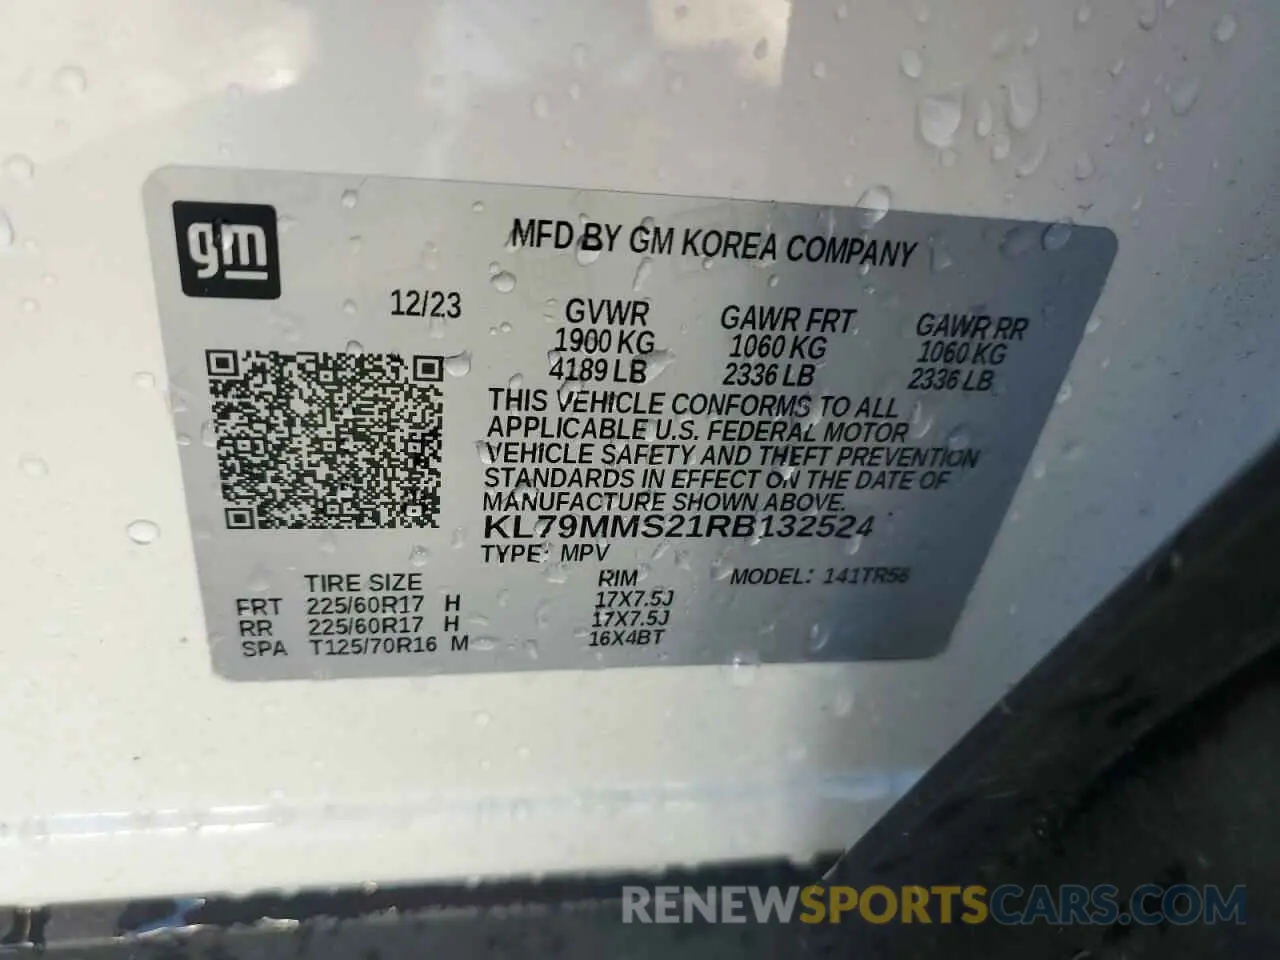 gm
MFD BY GM KOREA COMPANY
12/23
GVWR GAWR FRT GAWR RR
1900 KG 1060 KG 1060 KG
4189 LB 2336 LB 2336 LB
THIS VEHICLE CONFORMS TO ALL
APPLICABLE U.S. FEDERAL MOTOR
VEHICLE SAFETY AND THEFT PREVENTION
STANDARDS IN EFFECT ON THE DATE OF
MANUFACTURE SHOWN ABOVE.
KL79MMS21RB132524
TYPE: MPV MODEL: 141TR56
TIRE SIZE RIM
FRT 225/60R17 H 17X7.5J
RR 225/60R17 H 17X7.5J
SPA T125/70R16 M 16X4BT
RENEWSPORTSCARS.COM